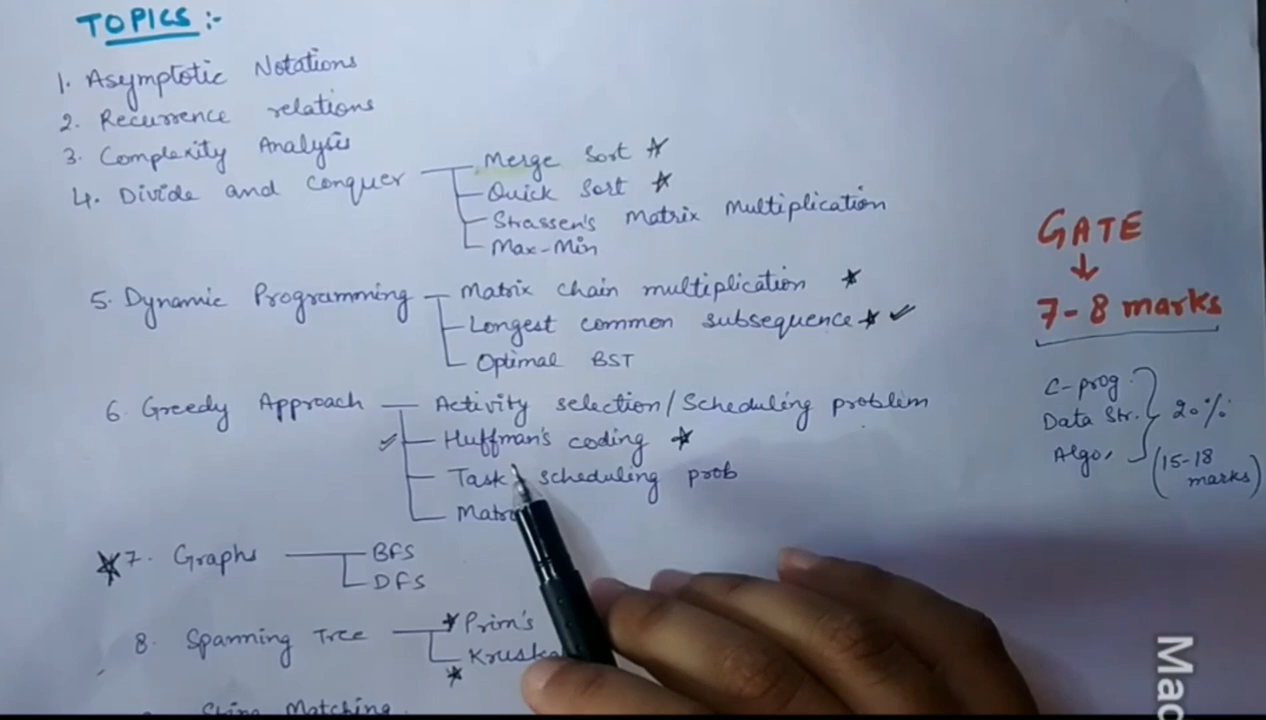 TOPICS :-
1. Asymptotic Notations
2. Recurrence relations
3. Complexity Analysis
4. Divide and conquer
Merge Sort
Quick Sort
Strassen's Matrix Multiplication
Max-Min
5. Dynamic Programming
Matrix chain multiplication
Longest common subsequence
Optimal BST
6. Greedy Approach
Activity selection/Scheduling problem
Huffman's coding
Task scheduling prob
7. Graphs
BFS
DFS
8. Spanning Tree
Prim's
String Matching
GATE
7-8 marks
C-prog.
Data Str.
Algo.
20%
(15-18 marks)